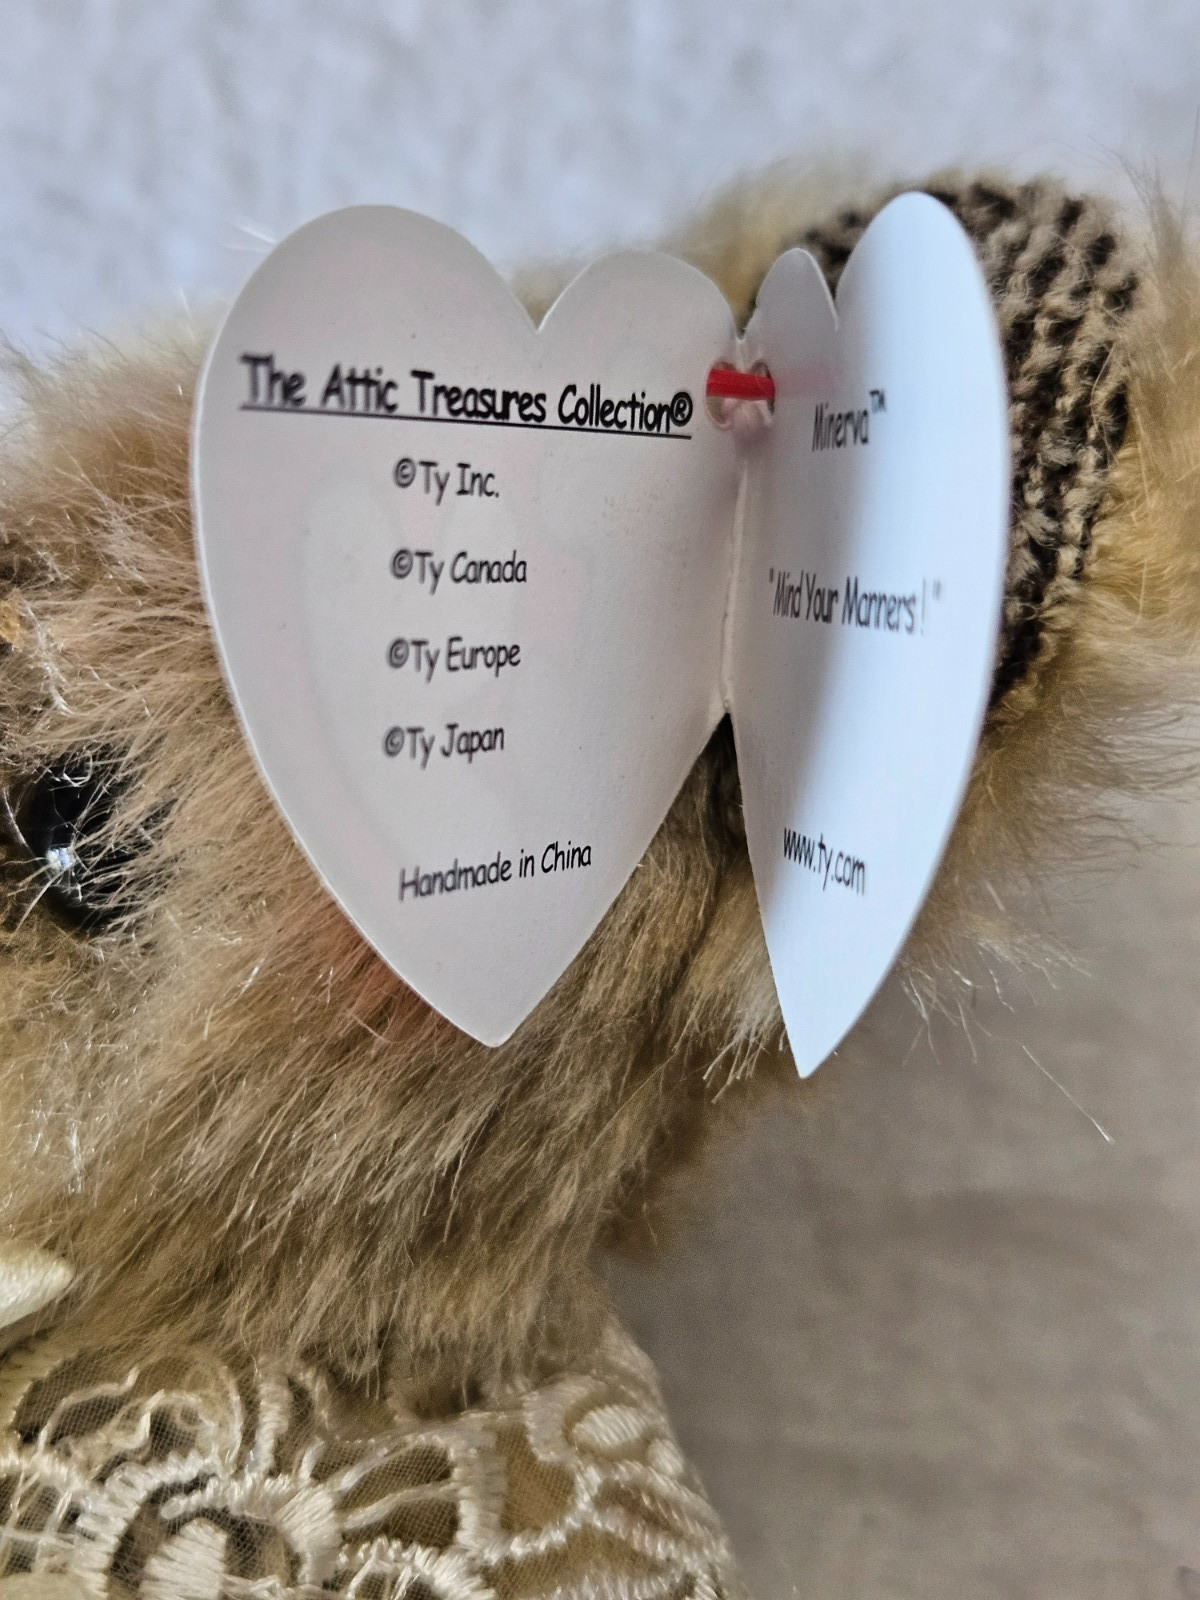 The Attic Treasures Collection®
©Ty Inc.
©Ty Canada
©Ty Europe
©Ty Japan
Handmade in China
Minerva™
"Mind Your Manners!"
www.ty.com